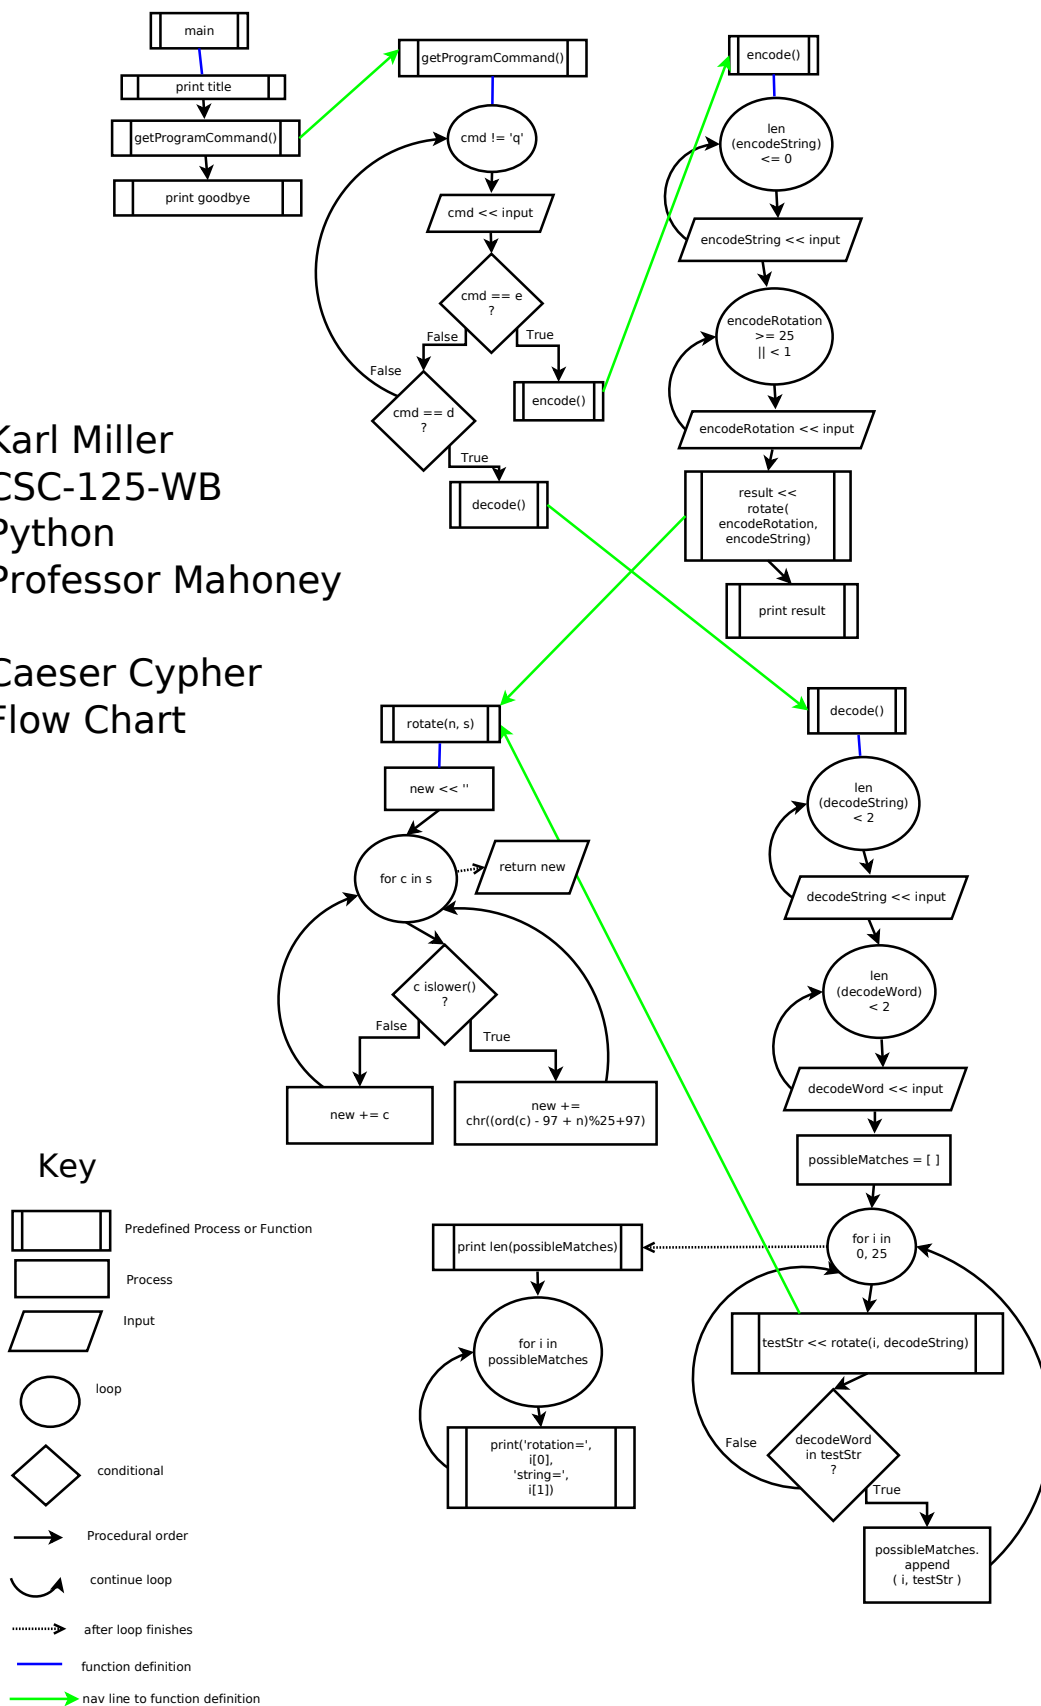 main
print title
getProgramCommand()
print goodbye
getProgramCommand()
cmd != 'q'
cmd << input
cmd == e
?
False
True
encode()
False
cmd == d
?
True
decode()
encode()
len
(encodeString)
<= 0
encodeString << input
encodeRotation
>= 25
|| < 1
encodeRotation << input
result <<
rotate(
encodeRotation,
encodeString)
print result
Karl Miller
CSC-125-WB
Python
Professor Mahoney
Caeser Cypher
Flow Chart
rotate(n, s)
new << ''
for c in s
return new
c islower()
?
False
True
new += c
new +=
chr((ord(c) - 97 + n)%25+97)
decode()
len
(decodeString)
< 2
decodeString << input
len
(decodeWord)
< 2
decodeWord << input
possibleMatches = [ ]
for i in
0, 25
testStr << rotate(i, decodeString)
decodeWord
in testStr
?
False
True
possibleMatches.
append
( i, testStr )
print len(possibleMatches)
for i in
possibleMatches
print('rotation=',
i[0],
'string=',
i[1])
Key
Predefined Process or Function
Process
Input
loop
conditional
Procedural order
continue loop
after loop finishes
function definition
nav line to function definition